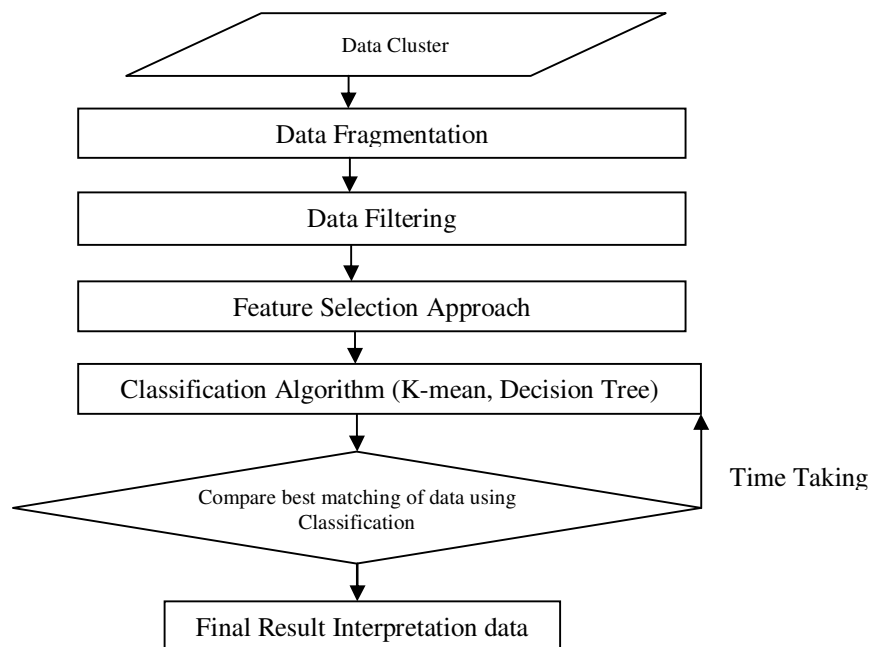 Data Cluster
Data Fragmentation
Data Filtering
Feature Selection Approach
Classification Algorithm (K-mean, Decision Tree)
Time Taking
Compare best matching of data using
Classification
Final Result Interpretation data